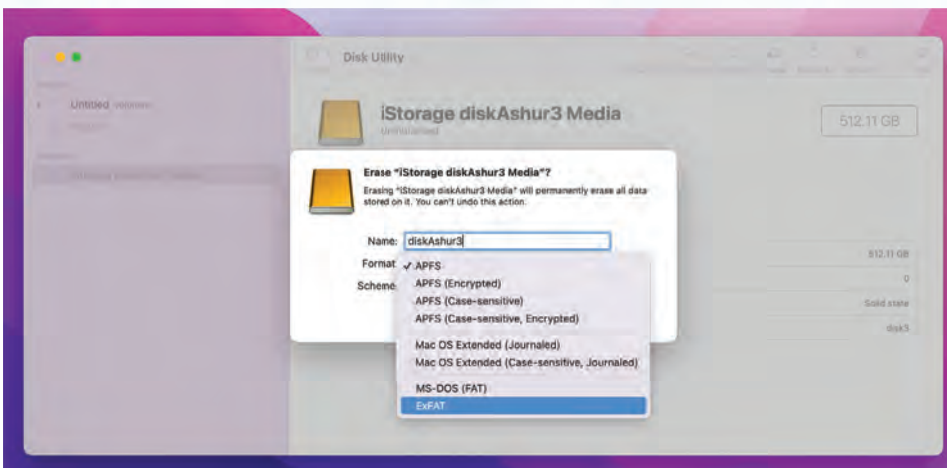 Disk Utility
Untitled volumes
iStorage diskAshur3 Media
Uninitialised
512.11 GB
Erase "iStorage diskAshur3 Media"?
Erasing "iStorage diskAshur3 Media" will permanently erase all data
stored on it. You can't undo this action.
Name: diskAshur3
Format ✓ APFS
Scheme
APFS (Encrypted)
APFS (Case-sensitive)
APFS (Case-sensitive, Encrypted)
Mac OS Extended (Journaled)
Mac OS Extended (Case-sensitive, Journaled)
MS-DOS (FAT)
ExFAT
512.11 GB
0
Solid state
disk3